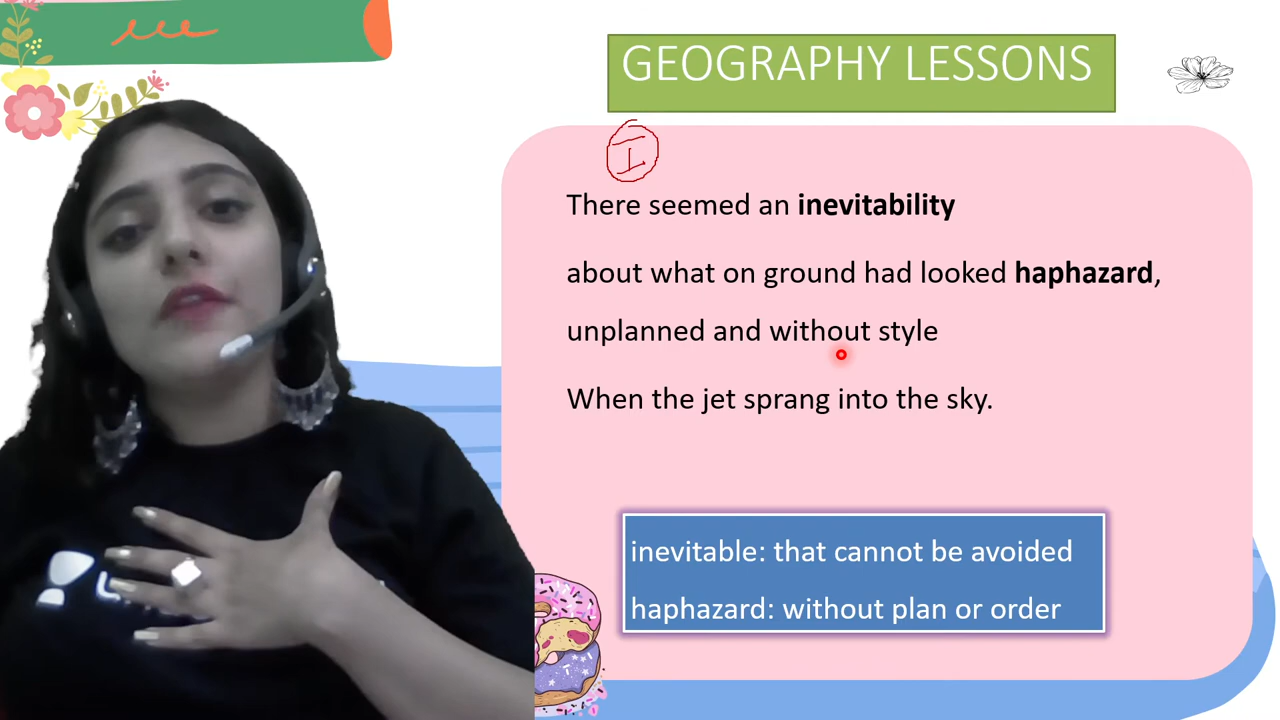 GEOGRAPHY LESSONS
I
There seemed an inevitability
about what on ground had looked haphazard,
unplanned and without style
When the jet sprang into the sky.
inevitable: that cannot be avoided
haphazard: without plan or order